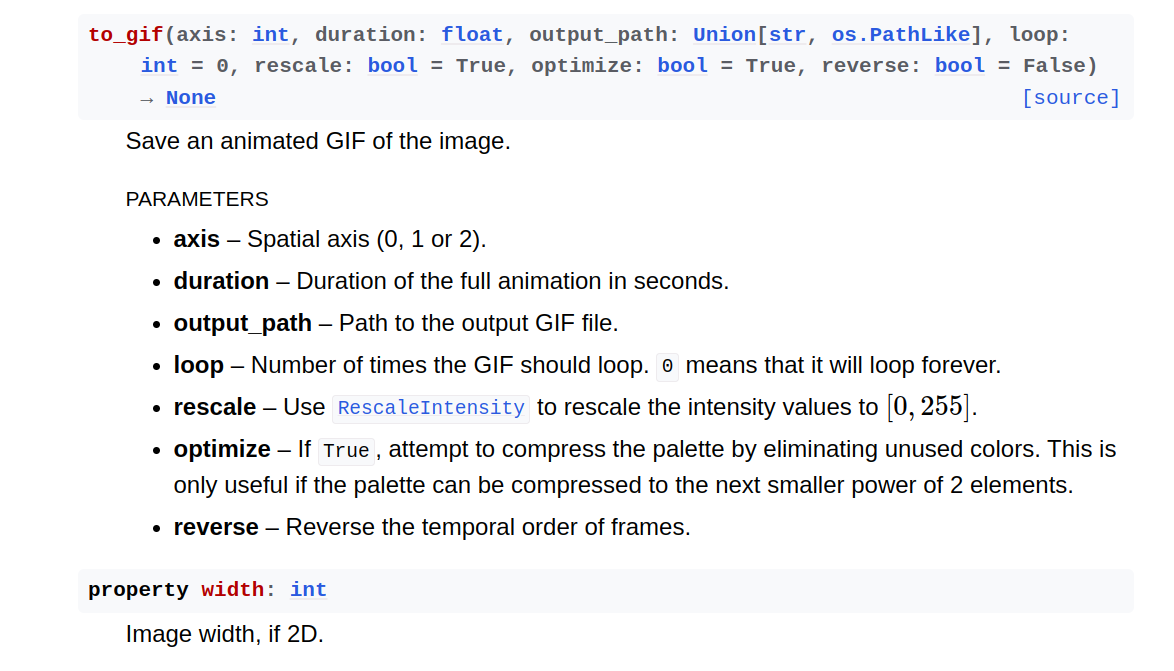 to_gif(axis: int, duration: float, output_path: Union[str, os.PathLike], loop:
int = 0, rescale: bool = True, optimize: bool = True, reverse: bool = False)
→ None [source]
Save an animated GIF of the image.
PARAMETERS
• axis – Spatial axis (0, 1 or 2).
• duration – Duration of the full animation in seconds.
• output_path – Path to the output GIF file.
• loop – Number of times the GIF should loop. 0 means that it will loop forever.
• rescale – Use RescaleIntensity to rescale the intensity values to [0, 255].
• optimize – If True, attempt to compress the palette by eliminating unused colors. This is
only useful if the palette can be compressed to the next smaller power of 2 elements.
• reverse – Reverse the temporal order of frames.
property width: int
Image width, if 2D.